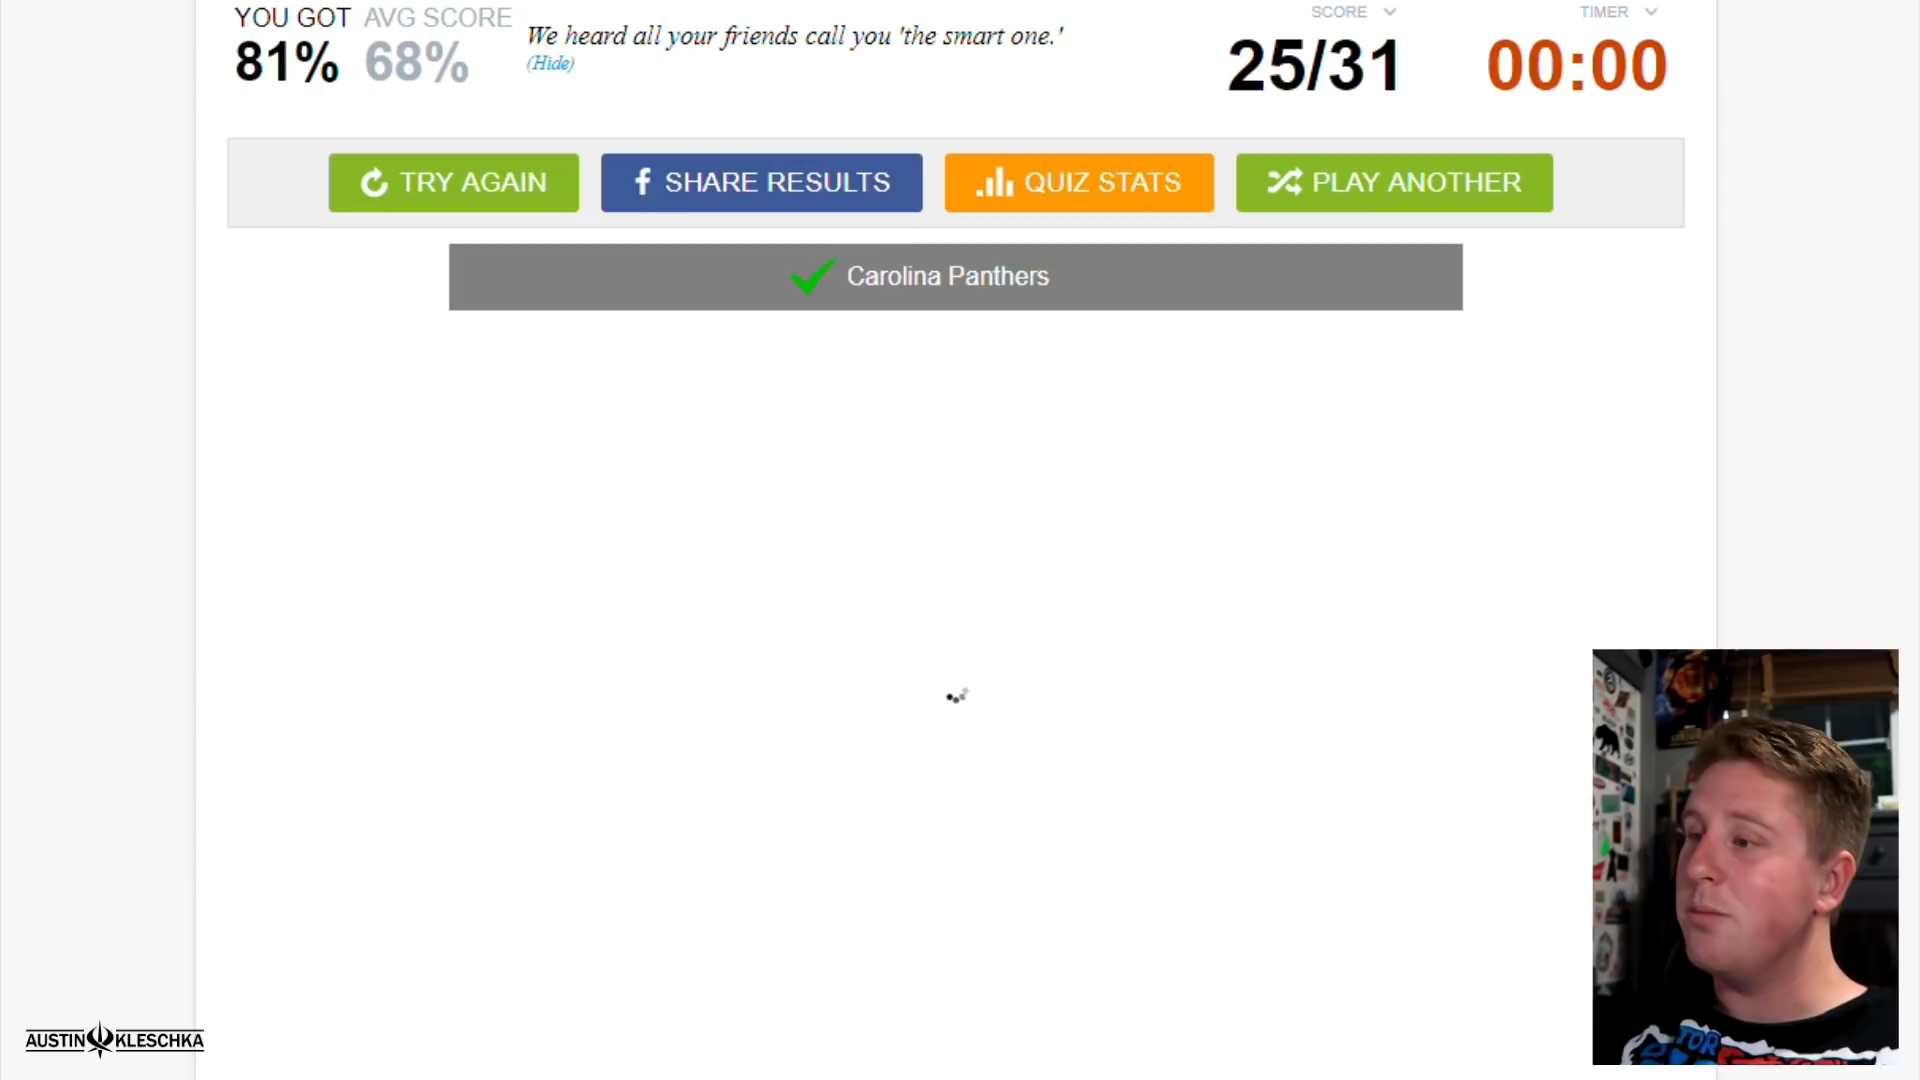 YOU GOT AVG SCORE
81% 68%
We heard all your friends call you 'the smart one.'
(Hide)
SCORE
25/31
TIMER
00:00
TRY AGAIN
SHARE RESULTS
QUIZ STATS
PLAY ANOTHER
Carolina Panthers
AUSTIN KLESCHKA
TOR